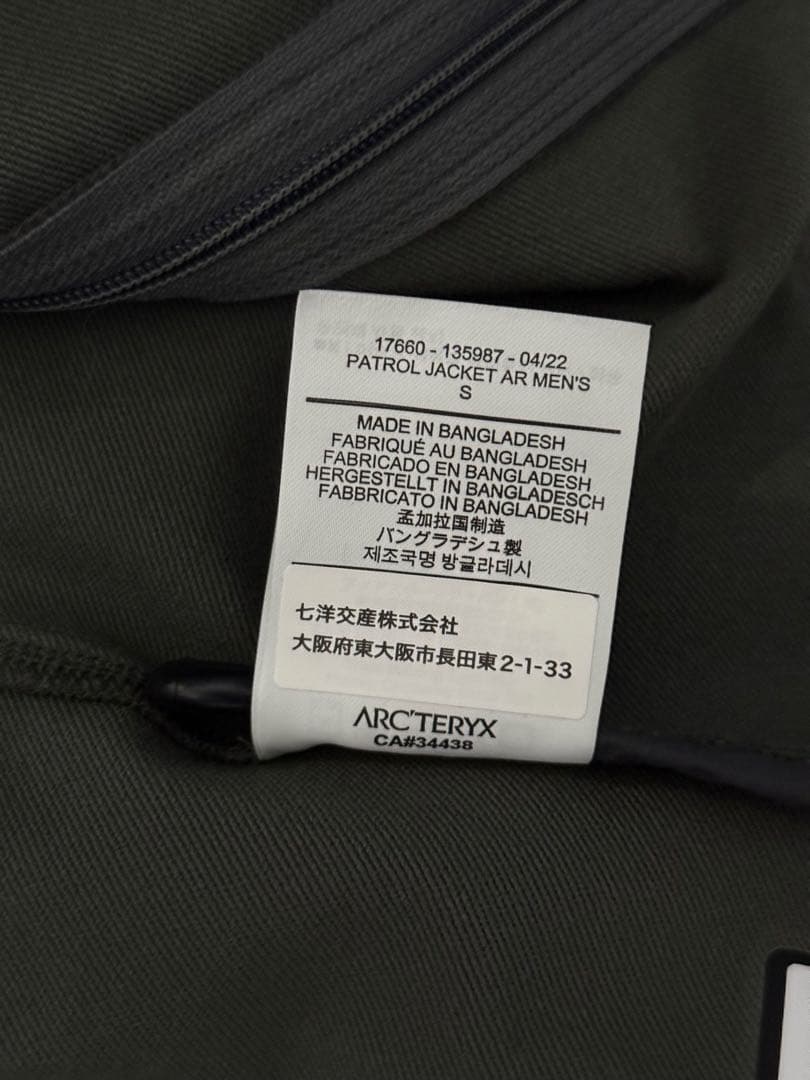 17660 - 135987 - 04/22
PATROL JACKET AR MEN'S
S
MADE IN BANGLADESH
FABRIQUÉ AU BANGLADESH
FABRICADO EN BANGLADESH
HERGESTELLT IN BANGLADESCH
FABBRICATO IN BANGLADESH
孟加拉国制造
バングラデシュ製
제조국명 방글라데시
七洋交産株式会社
大阪府東大阪市長田東2-1-33
ARC'TERYX
CA#34438